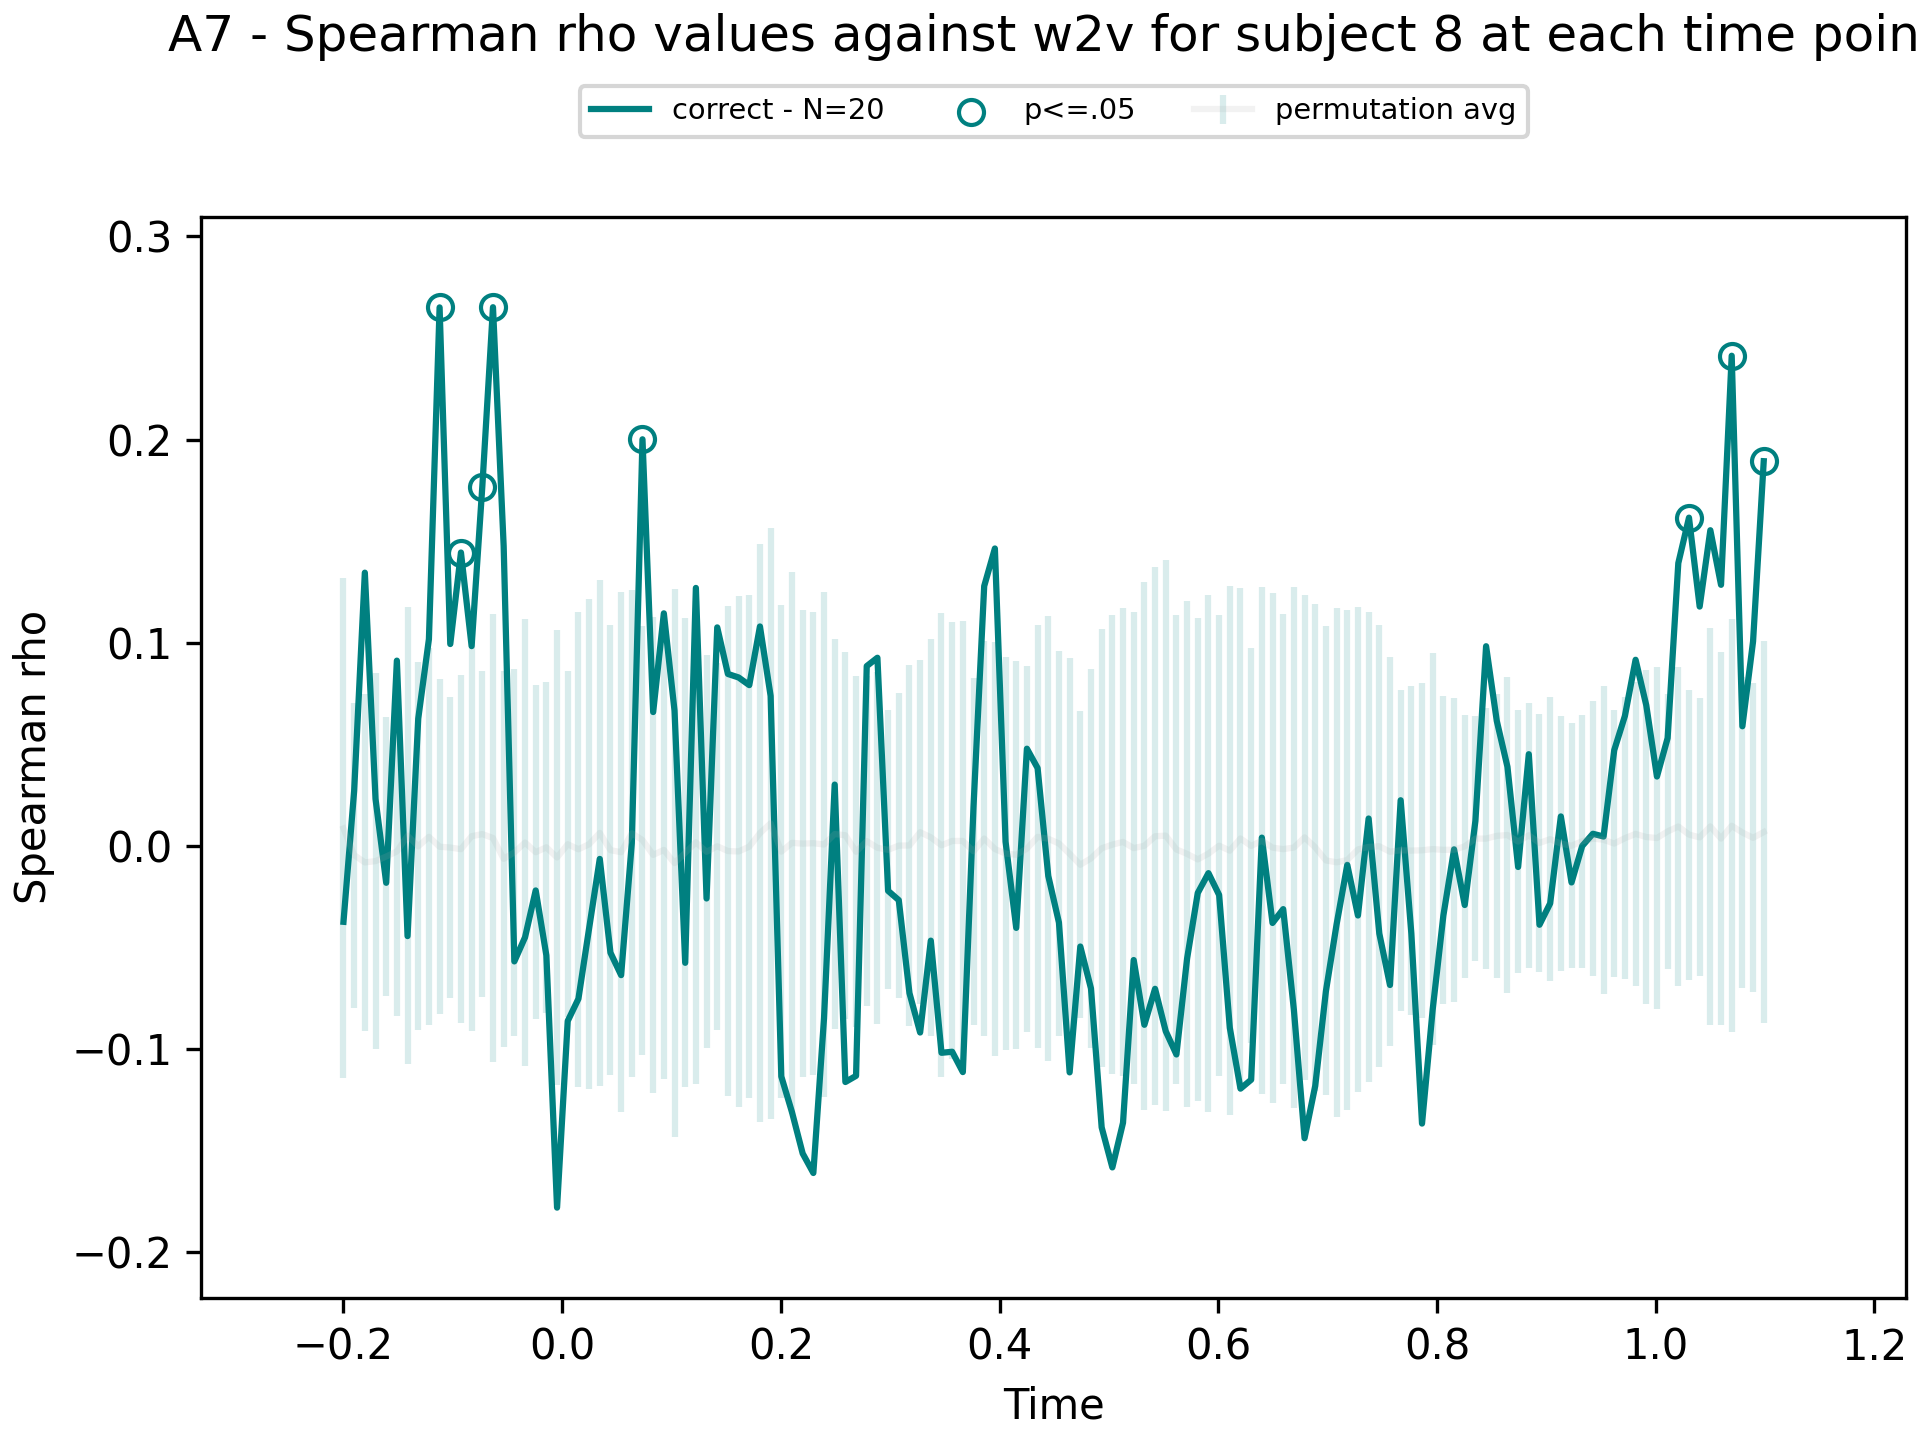 A7 - Spearman rho values against w2v for subject 8 at each time poin
correct - N=20 p<=.05 permutation avg
0.3
0.2
0.1
0.0
−0.1
−0.2
Spearman rho
−0.2 0.0 0.2 0.4 0.6 0.8 1.0 1.2
Time